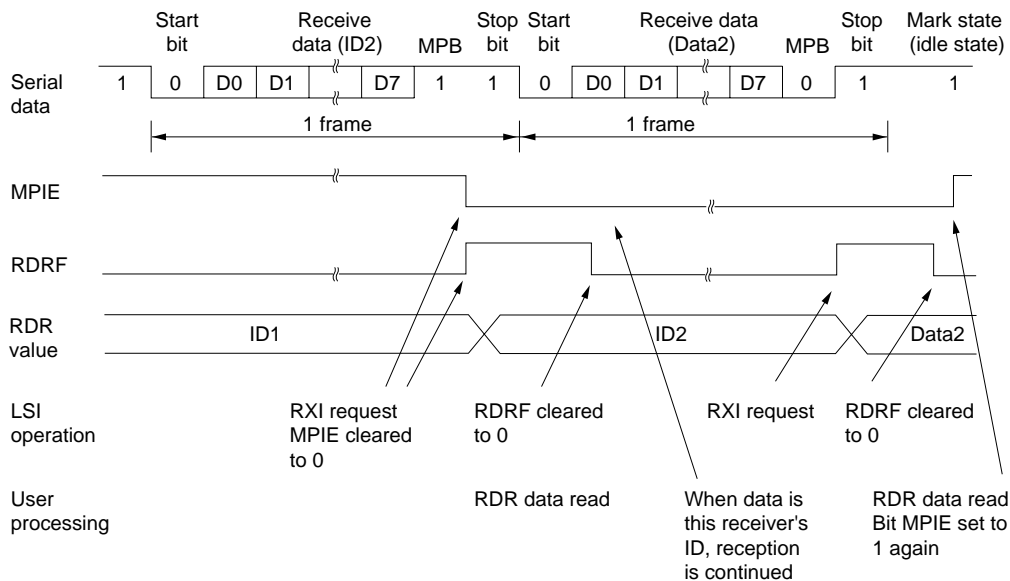 Start bit
Receive data (ID2)
MPB
Stop bit
Start bit
Receive data (Data2)
MPB
Stop bit
Mark state (idle state)
Serial data
1 0 D0 D1 D7 1 1 0 D0 D1 D7 0 1 1
1 frame 1 frame
MPIE
RDRF
RDR value
ID1 ID2 Data2
LSI operation
RXI request
MPIE cleared
to 0
RDRF cleared
to 0
RXI request
RDRF cleared
to 0
User processing
RDR data read
When data is
this receiver's
ID, reception
is continued
RDR data read
Bit MPIE set to
1 again